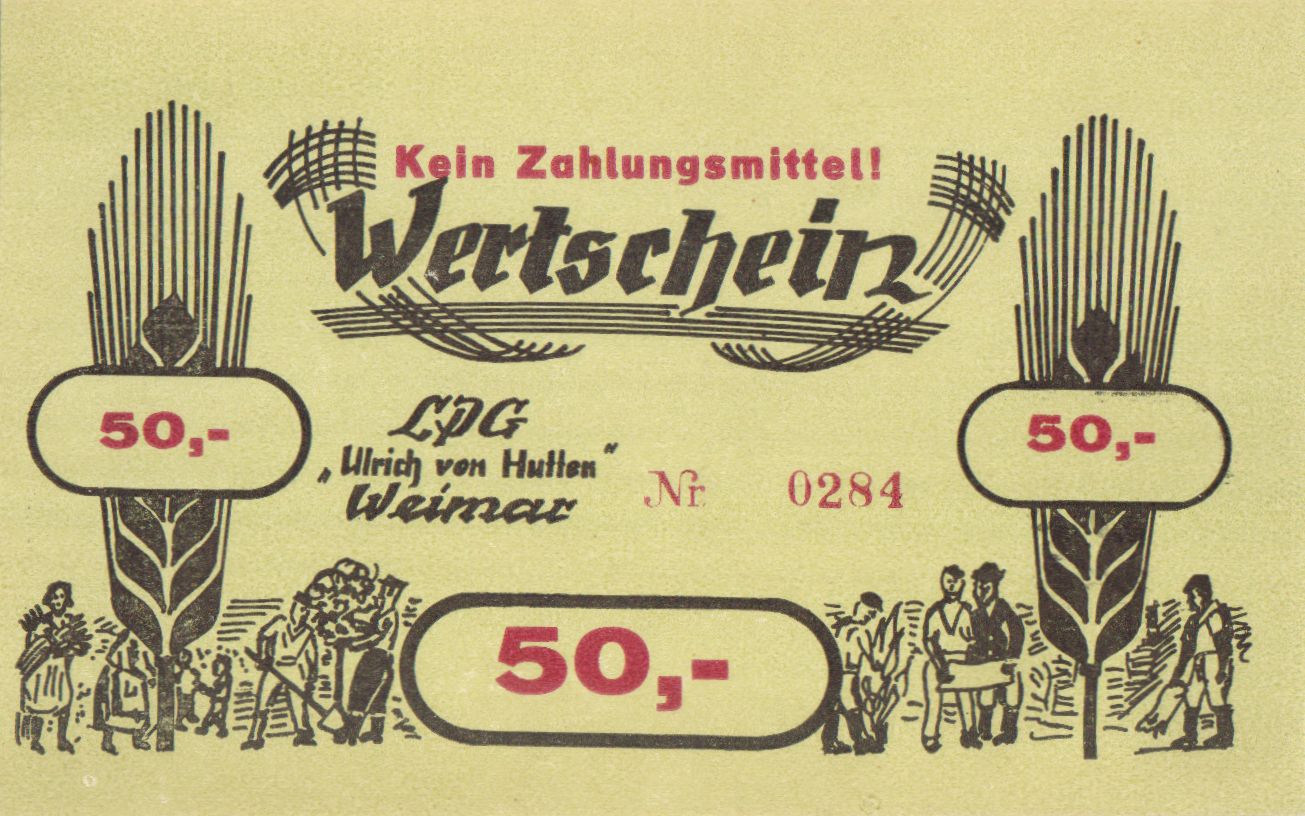 Kein Zahlungsmittel!
Wertschein
50,-
50,-
LPG
„Ulrich von Hutten"
Weimar
Nr. 0284
50,-